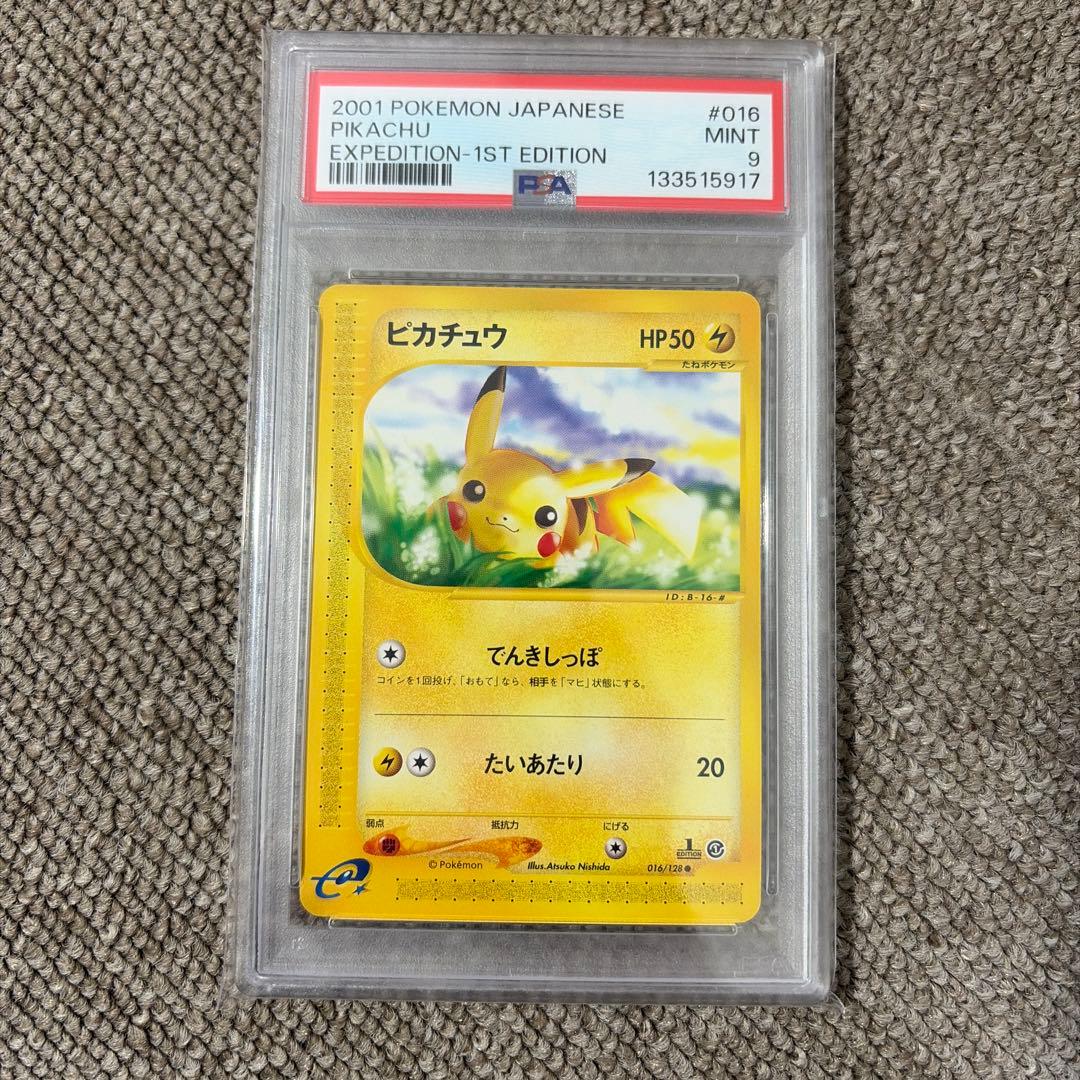 2001 POKEMON JAPANESE #016
PIKACHU MINT
EXPEDITION-1ST EDITION 9
PSA 133515917
ピカチュウ HP50
たねポケモン
ID:B-16-#
でんきしっぽ
コインを1回投げ、「おもて」なら、相手を「マヒ」状態にする。
たいあたり 20
弱点 抵抗力 にげる
1
EDITION
© Pokémon Illus.Atsuko Nishida 016/128
e